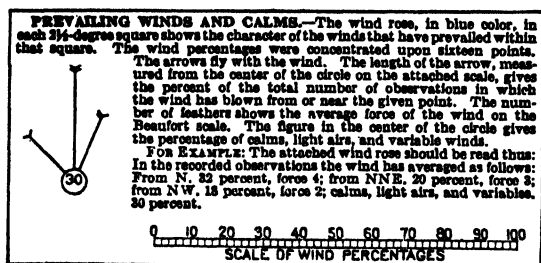 PREVAILING WINDS AND CALMS.—The wind rose, in blue color, in
each 2½-degree square shows the character of the winds that have prevailed within
that square. The wind percentages were concentrated upon sixteen points.
The arrows fly with the wind. The length of the arrow, meas-
ured from the center of the circle on the attached scale, gives
the percent of the total number of observations in which
the wind has blown from or near the given point. The num-
ber of feathers shows the average force of the wind on the
Beaufort scale. The figure in the center of the circle gives
the percentage of calms, light airs, and variable winds.
FOR EXAMPLE: The attached wind rose should be read thus:
In the recorded observations the wind has averaged as follows:
From N. 32 percent, force 4; from NNE. 20 percent, force 3;
from NW. 18 percent, force 2; calms, light airs, and variables.
30 percent.
30
0 10 20 30 40 50 60 70 80 90 100
SCALE OF WIND PERCENTAGES